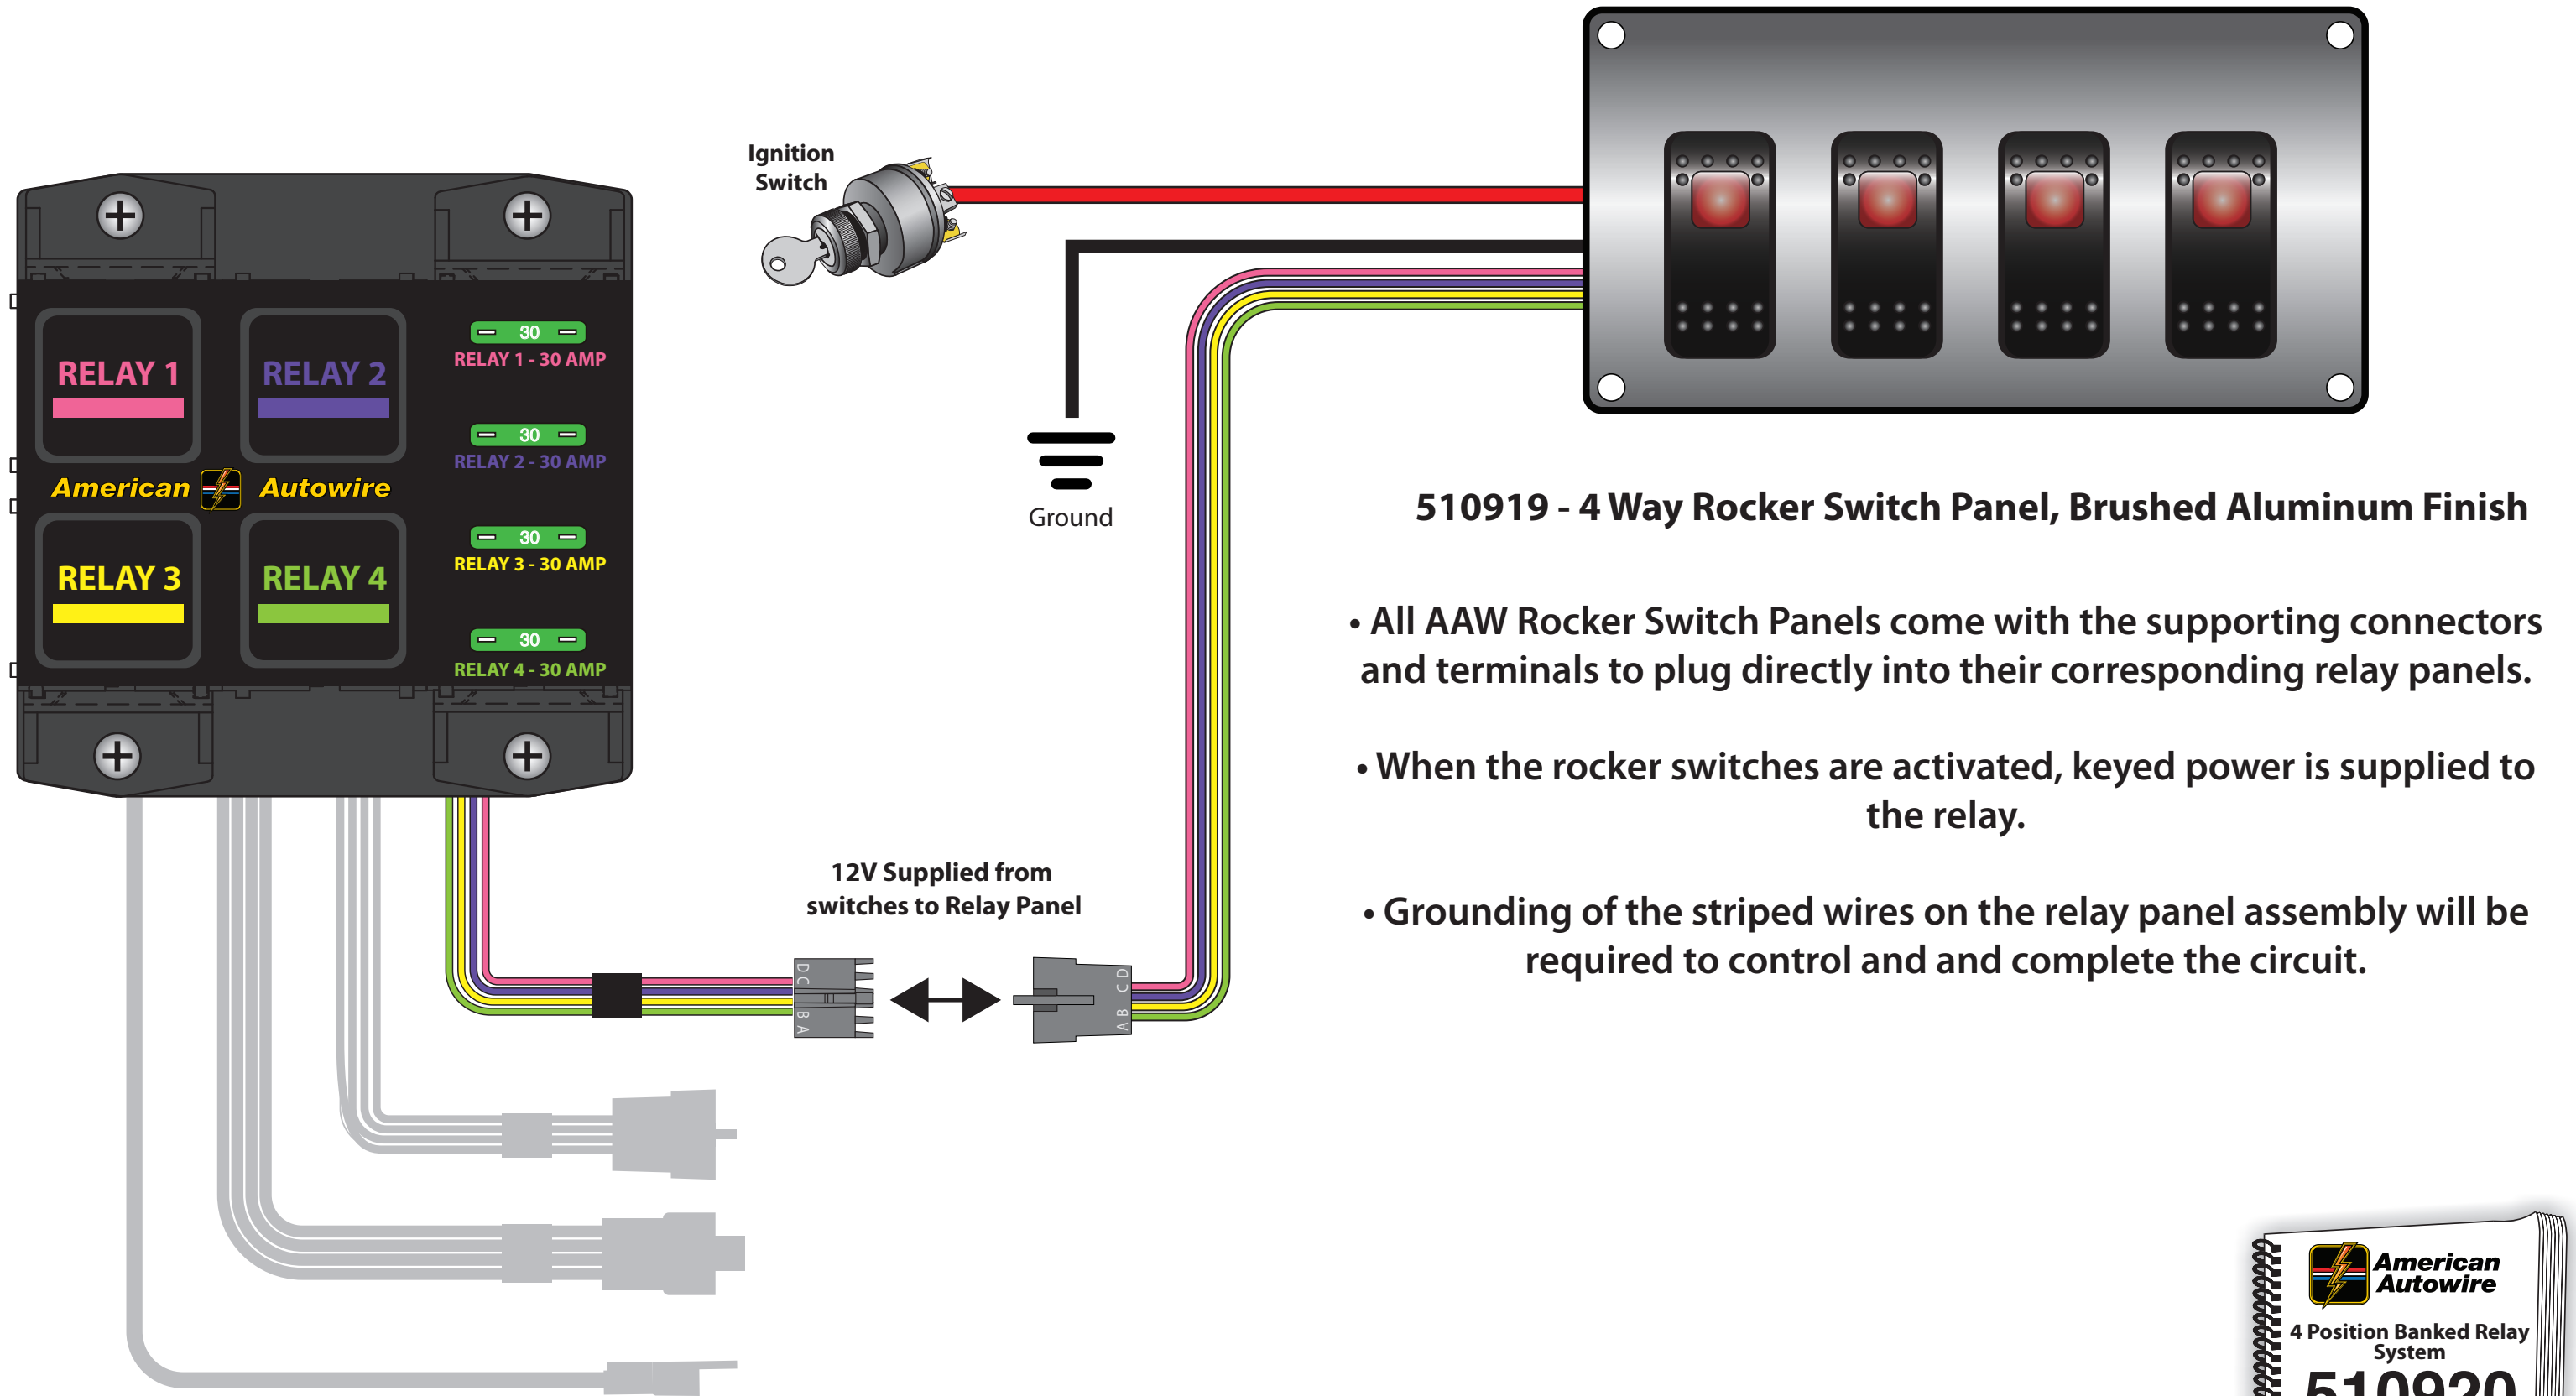 Ignition
Switch
30
RELAY 1 - 30 AMP
RELAY 1
RELAY 2
30
RELAY 2 - 30 AMP
American Autowire
30
RELAY 3 - 30 AMP
RELAY 3
RELAY 4
30
RELAY 4 - 30 AMP
Ground
510919 - 4 Way Rocker Switch Panel, Brushed Aluminum Finish
• All AAW Rocker Switch Panels come with the supporting connectors
and terminals to plug directly into their corresponding relay panels.
• When the rocker switches are activated, keyed power is supplied to
the relay.
• Grounding of the striped wires on the relay panel assembly will be
required to control and and complete the circuit.
12V Supplied from
switches to Relay Panel
D C
B A
A B C D
American
Autowire
4 Position Banked Relay
System
510920